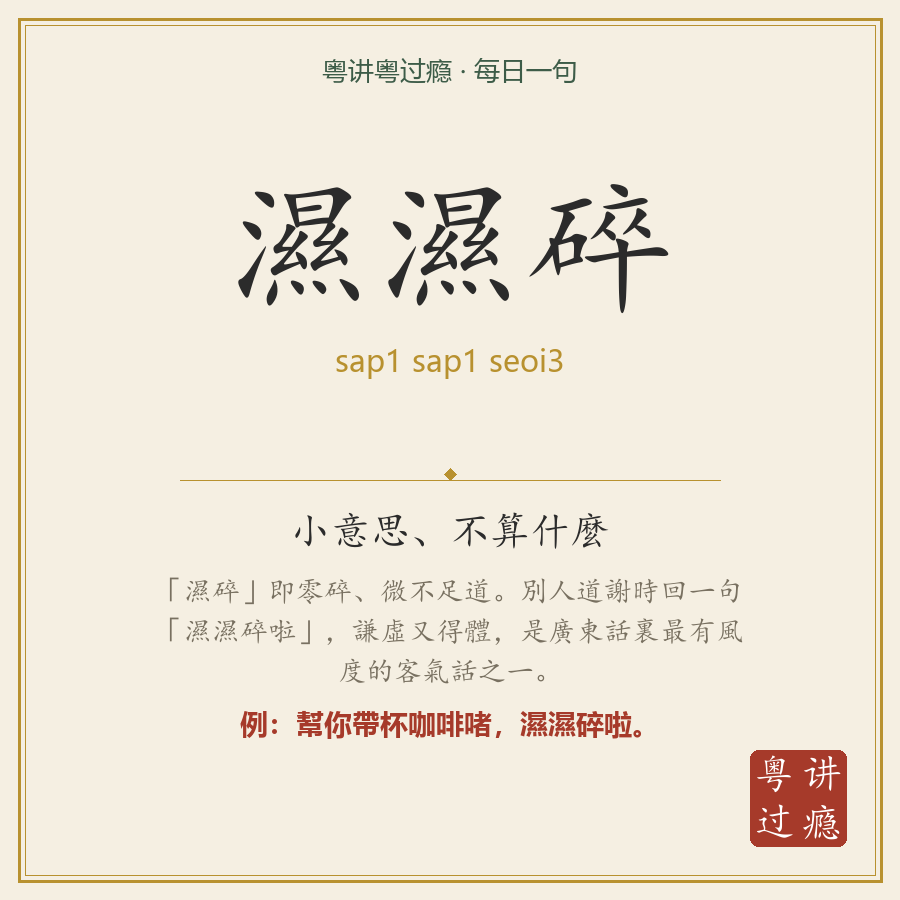 粤讲粤过瘾 · 每日一句
濕濕碎
sap1 sap1 seoi3
小意思、不算什麼
「濕碎」即零碎、微不足道。別人道謝時回一句
「濕濕碎啦」，謙虛又得體，是廣東話裏最有風
度的客氣話之一。
例：幫你帶杯咖啡啫，濕濕碎啦。
粤讲
过瘾